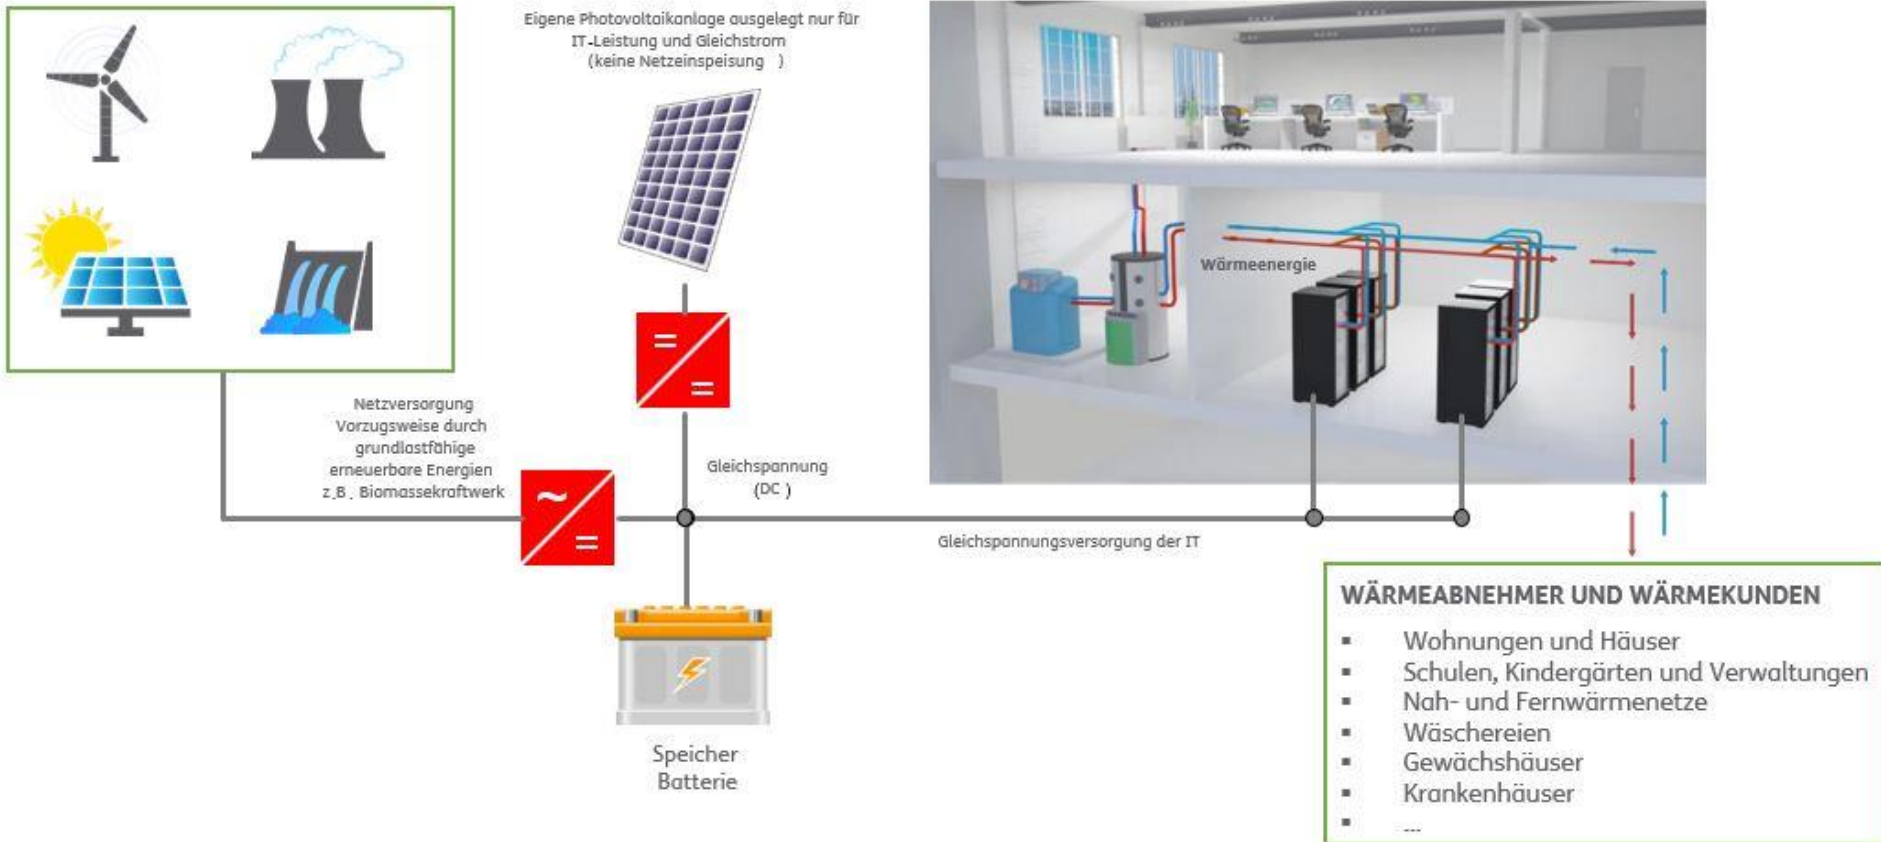 Eigene Photovoltaikanlage ausgelegt nur für
IT-Leistung und Gleichstrom
(keine Netzeinspeisung )
Wärmeenergie
Netzversorgung
Vorzugsweise durch
grundlastfähige
erneuerbare Energien
z.B. Biomassekraftwerk
~
=
=
=
Gleichspannung
(DC )
Gleichspannungsversorgung der IT
Speicher
Batterie
WÄRMEABNEHMER UND WÄRMEKUNDEN
▪ Wohnungen und Häuser
▪ Schulen, Kindergärten und Verwaltungen
▪ Nah- und Fernwärmenetze
▪ Wäschereien
▪ Gewächshäuser
▪ Krankenhäuser
▪ ...